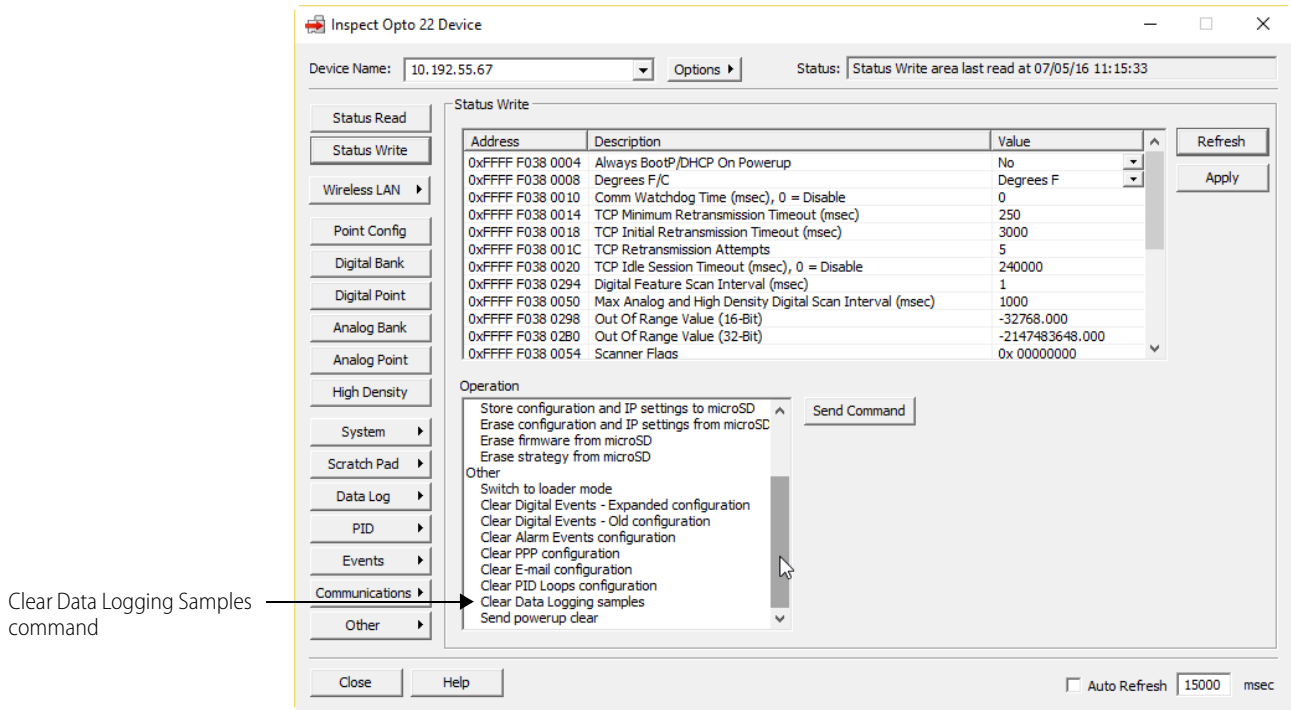 Inspect Opto 22 Device
Device Name: 10.192.55.67 Options Status: Status Write area last read at 07/05/16 11:15:33
Status Read
Status Write
Wireless LAN
Point Config
Digital Bank
Digital Point
Analog Bank
Analog Point
High Density
System
Scratch Pad
Data Log
PID
Events
Communications
Other
Status Write
Address Description Value
0xFFFF F038 0004 Always BootP/DHCP On Powerup No
0xFFFF F038 0008 Degrees F/C Degrees F
0xFFFF F038 0010 Comm Watchdog Time (msec), 0 = Disable 0
0xFFFF F038 0014 TCP Minimum Retransmission Timeout (msec) 250
0xFFFF F038 0018 TCP Initial Retransmission Timeout (msec) 3000
0xFFFF F038 001C TCP Retransmission Attempts 5
0xFFFF F038 0020 TCP Idle Session Timeout (msec), 0 = Disable 240000
0xFFFF F038 0294 Digital Feature Scan Interval (msec) 1
0xFFFF F038 0050 Max Analog and High Density Digital Scan Interval (msec) 1000
0xFFFF F038 0298 Out Of Range Value (16-Bit) -32768.000
0xFFFF F038 02B0 Out Of Range Value (32-Bit) -2147483648.000
0xFFFF F038 0054 Scanner Flags 0x 00000000
Refresh
Apply
Operation
Store configuration and IP settings to microSD
Erase configuration and IP settings from microSD
Erase firmware from microSD
Erase strategy from microSD
Other
Switch to loader mode
Clear Digital Events - Expanded configuration
Clear Digital Events - Old configuration
Clear Alarm Events configuration
Clear PPP configuration
Clear E-mail configuration
Clear PID Loops configuration
Clear Data Logging samples
Send powerup clear
Send Command
Clear Data Logging Samples
command
Close Help Auto Refresh 15000 msec